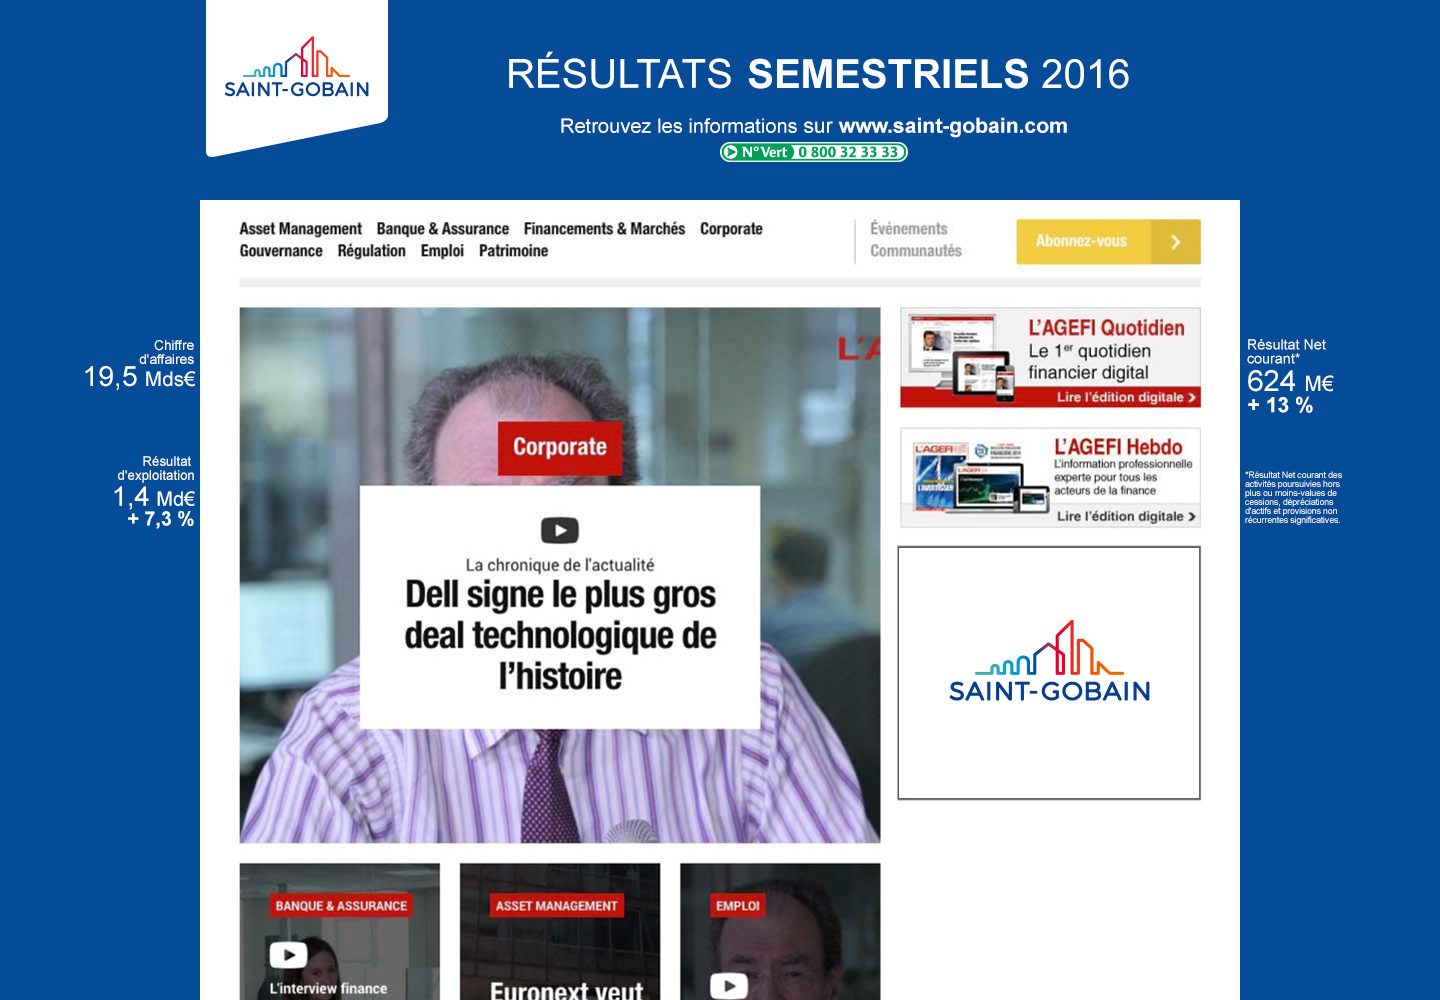 SAINT-GOBAIN
RÉSULTATS SEMESTRIELS 2016
Retrouvez les informations sur www.saint-gobain.com
N° Vert 0 800 32 33 33
Asset Management Banque & Assurance Financements & Marchés Corporate
Gouvernance Régulation Emploi Patrimoine
Événements
Communautés
Abonnez-vous
Chiffre
d'affaires
19,5 Mds€
Résultat
d'exploitation
1,4 Md€
+ 7,3 %
L'A
Corporate
La chronique de l'actualité
Dell signe le plus gros
deal technologique de
l'histoire
L'AGEFI Quotidien
Le 1er quotidien
financier digital
Lire l'édition digitale
L'AGEFI
L'AGEFI Hebdo
L'information professionnelle
experte pour tous les
acteurs de la finance
Lire l'édition digitale
SAINT-GOBAIN
Résultat Net
courant*
624 M€
+ 13 %
*Résultat Net courant des
activités poursuivies hors
plus ou moins-values de
cessions, dépréciations
d'actifs et provisions non
récurrentes significatives.
BANQUE & ASSURANCE
L'interview finance
ASSET MANAGEMENT
Euronext veut
EMPLOI